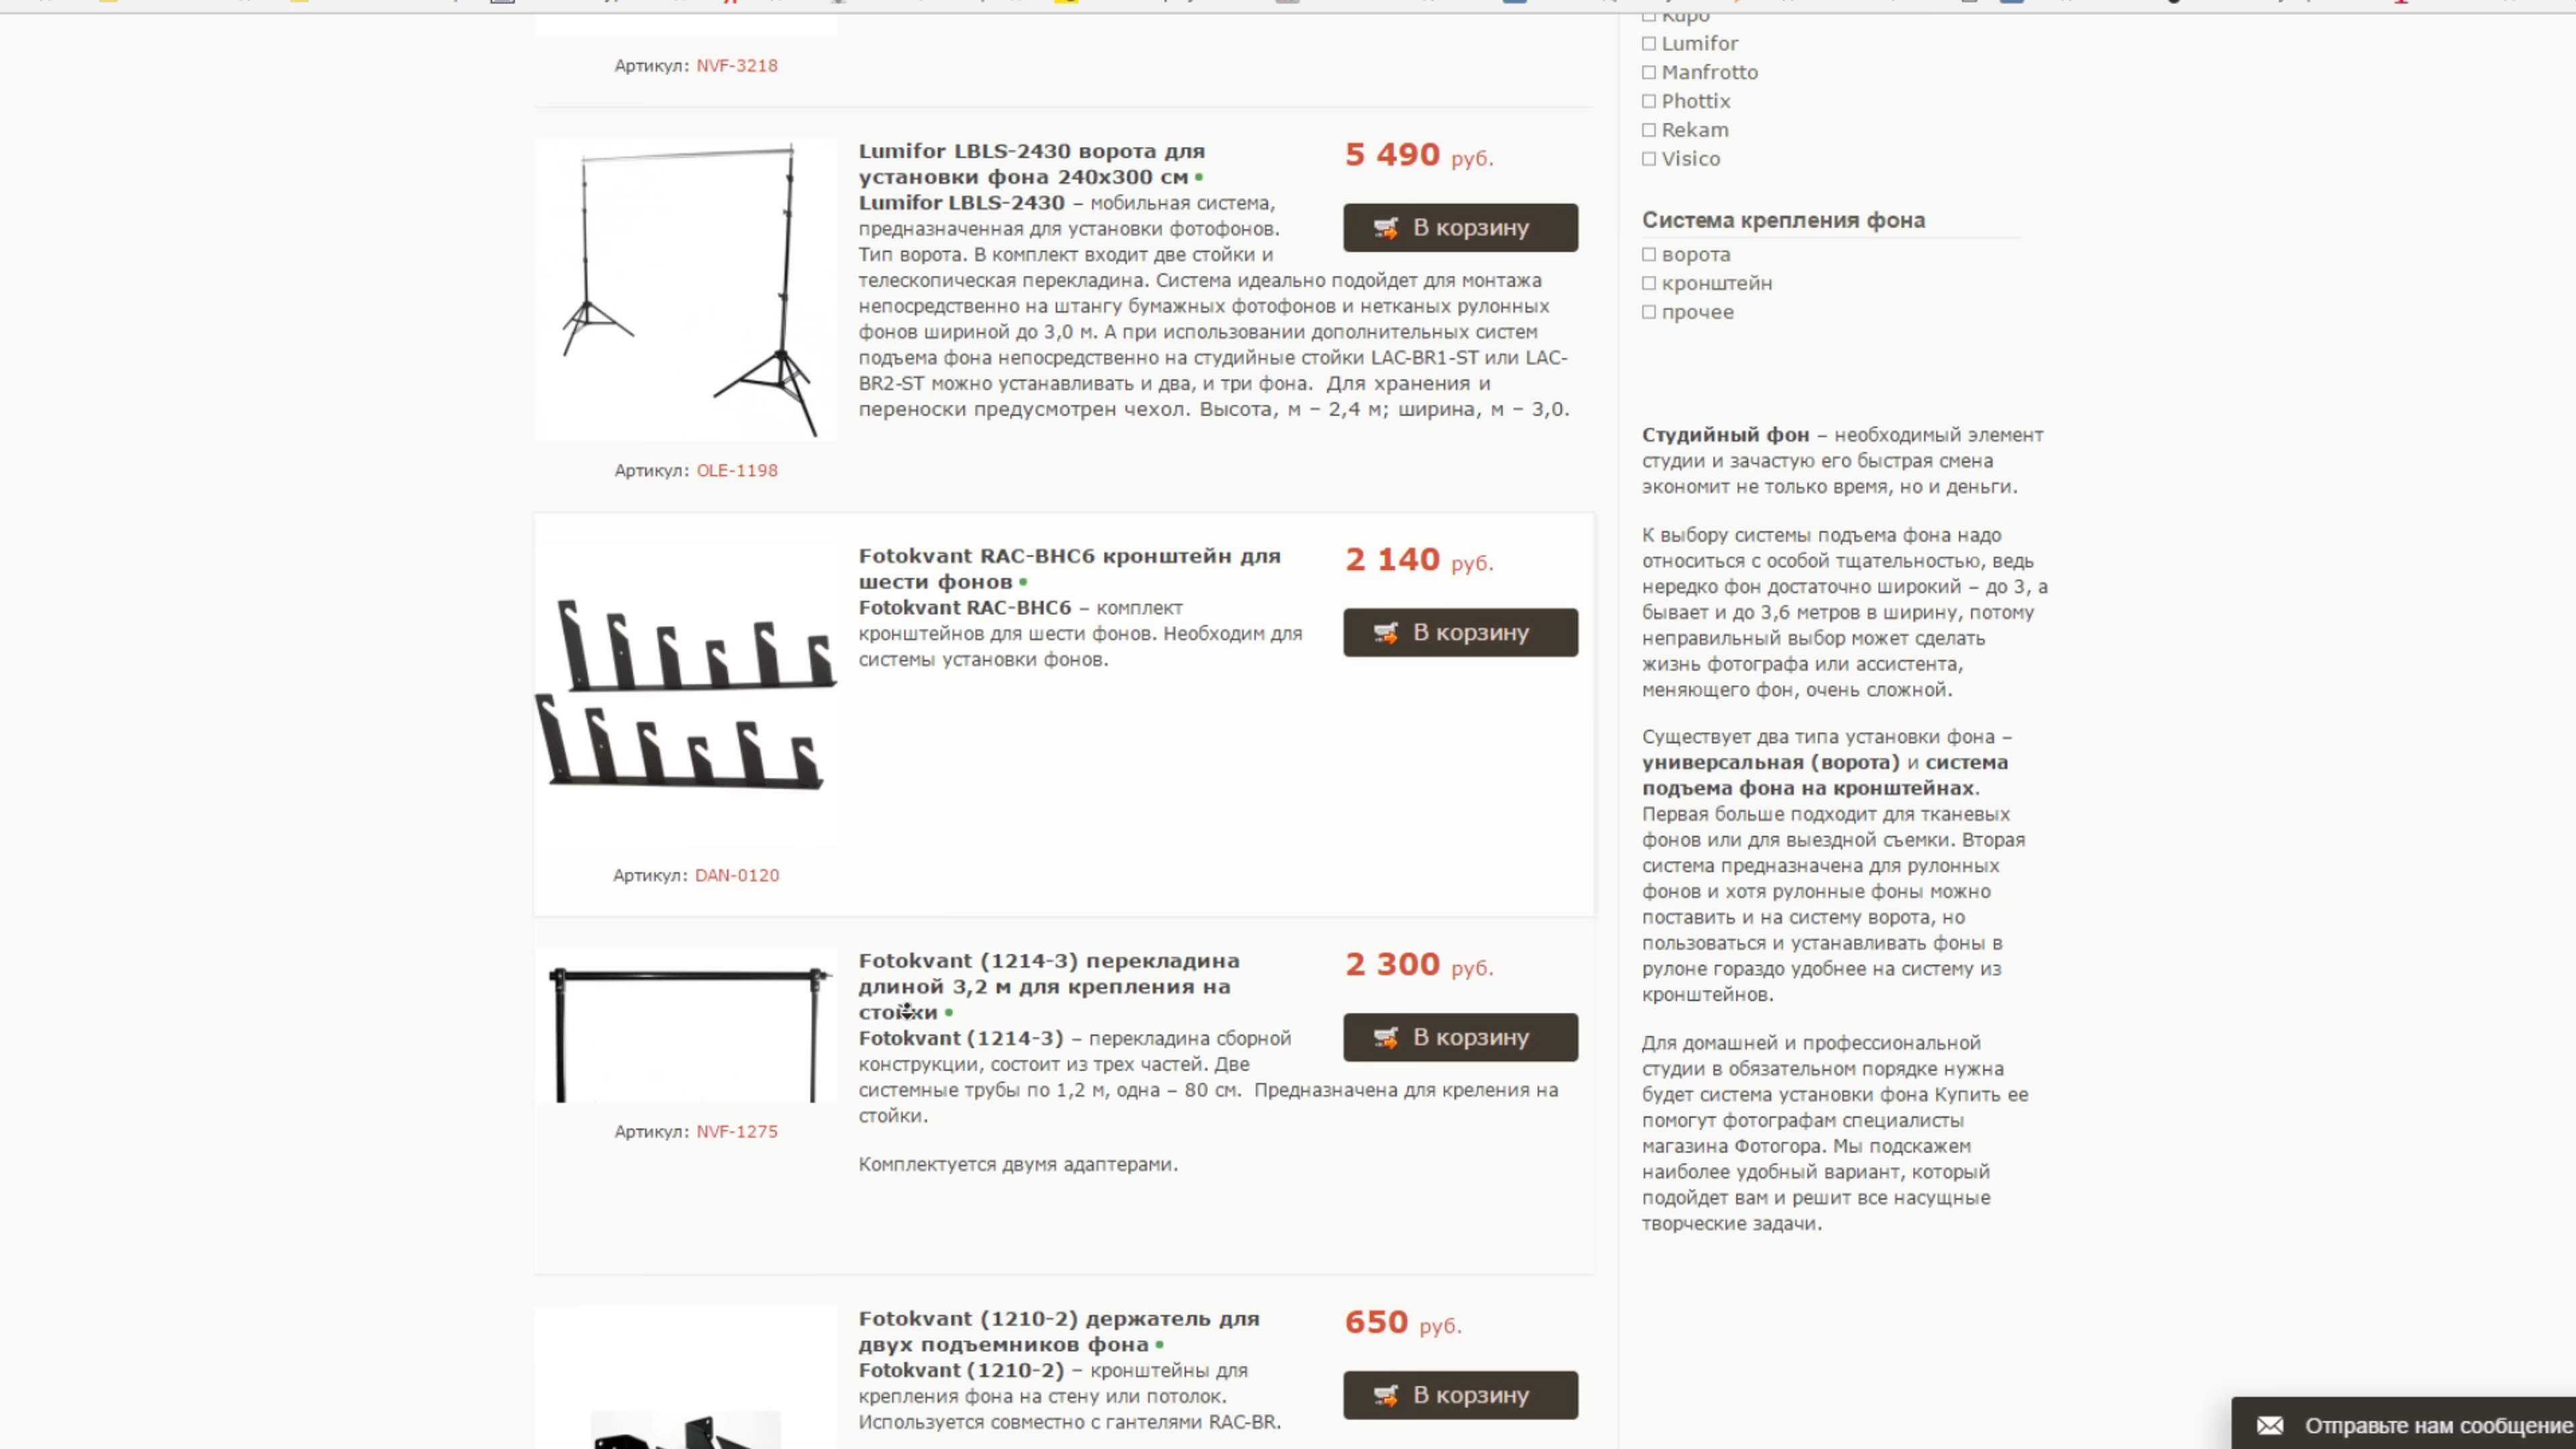 Артикул: NVF-3218
Lumifor LBLS-2430 ворота для
установки фона 240х300 см
5 490 руб.
В корзину
Lumifor LBLS-2430 – мобильная система,
предназначенная для установки фотофонов.
Тип ворота. В комплект входит две стойки и
телескопическая перекладина. Система идеально подойдет для монтажа
непосредственно на штангу бумажных фотофонов и нетканых рулонных
фонов шириной до 3,0 м. А при использовании дополнительных систем
подъема фона непосредственно на студийные стойки LAC-BR1-ST или LAC-
BR2-ST можно устанавливать и два, и три фона. Для хранения и
переноски предусмотрен чехол. Высота, м – 2,4 м; ширина, м – 3,0.
Артикул: OLE-1198
Fotokvant RAC-BHC6 кронштейн для
шести фонов
2 140 руб.
В корзину
Fotokvant RAC-BHC6 – комплект
кронштейнов для шести фонов. Необходим для
системы установки фонов.
Артикул: DAN-0120
Fotokvant (1214-3) перекладина
длиной 3,2 м для крепления на
стойки
2 300 руб.
В корзину
Fotokvant (1214-3) – перекладина сборной
конструкции, состоит из трех частей. Две
системные трубы по 1,2 м, одна – 80 см. Предназначена для креления на
стойки.
Комплектуется двумя адаптерами.
Артикул: NVF-1275
Fotokvant (1210-2) держатель для
двух подъемников фона
650 руб.
В корзину
Fotokvant (1210-2) – кронштейны для
крепления фона на стену или потолок.
Используется совместно с гантелями RAC-BR.
Kupo
Lumifor
Manfrotto
Phottix
Rekam
Visico
Система крепления фона
ворота
кронштейн
прочее
Студийный фон – необходимый элемент
студии и зачастую его быстрая смена
экономит не только время, но и деньги.
К выбору системы подъема фона надо
относиться с особой тщательностью, ведь
нередко фон достаточно широкий – до 3, а
бывает и до 3,6 метров в ширину, потому
неправильный выбор может сделать
жизнь фотографа или ассистента,
меняющего фон, очень сложной.
Существует два типа установки фона –
универсальная (ворота) и система
подъема фона на кронштейнах.
Первая больше подходит для тканевых
фонов или для выездной съемки. Вторая
система предназначена для рулонных
фонов и хотя рулонные фоны можно
поставить и на систему ворота, но
пользоваться и устанавливать фоны в
рулоне гораздо удобнее на систему из
кронштейнов.
Для домашней и профессиональной
студии в обязательном порядке нужна
будет система установки фона Купить ее
помогут фотографам специалисты
магазина Фотогора. Мы подскажем
наиболее удобный вариант, который
подойдет вам и решит все насущные
творческие задачи.
Отправьте нам сообщение